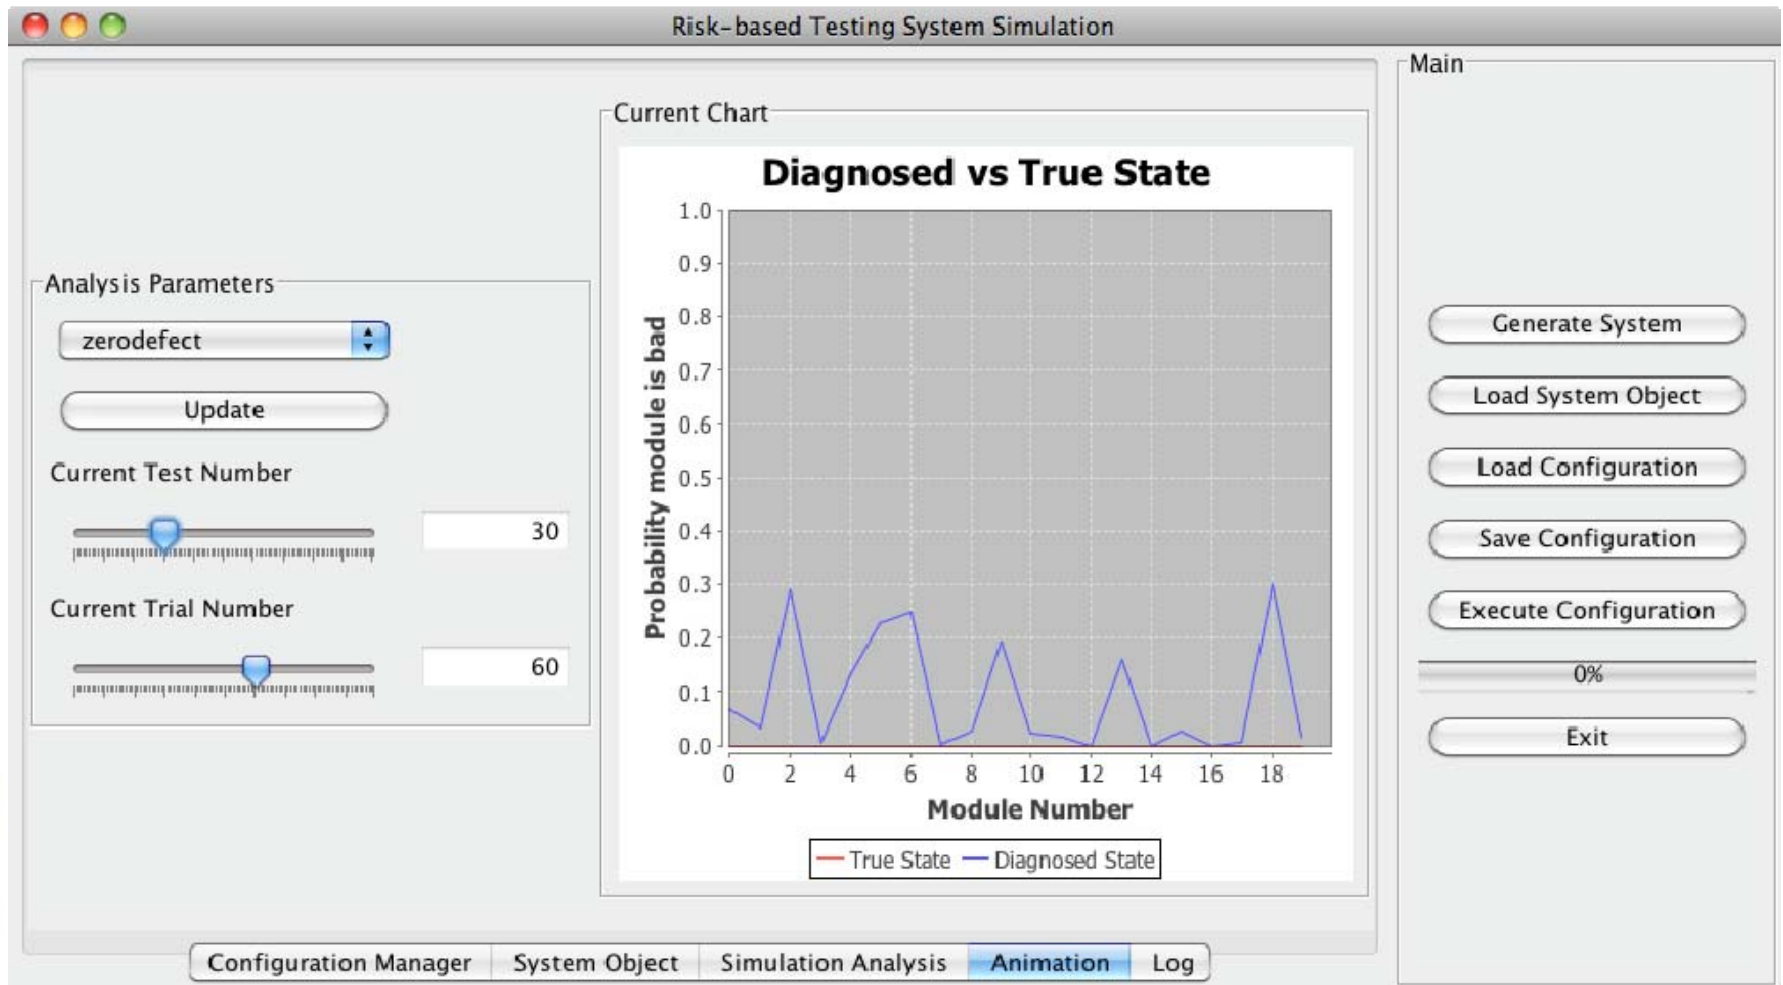 Risk-based Testing System Simulation
Main
Current Chart
Diagnosed vs True State
1.0
0.9
0.8
0.7
0.6
0.5
0.4
0.3
0.2
0.1
0.0
Probability module is bad
0 2 4 6 8 10 12 14 16 18
Module Number
True State Diagnosed State
Analysis Parameters
zerodefect
Update
Current Test Number
30
Current Trial Number
60
Generate System
Load System Object
Load Configuration
Save Configuration
Execute Configuration
0%
Exit
Configuration Manager System Object Simulation Analysis Animation Log